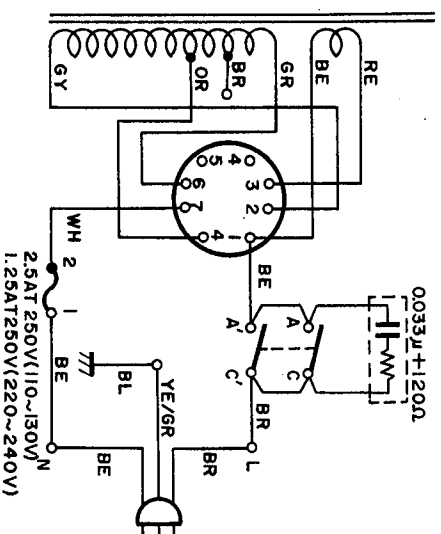 0.033µ+120Ω
RE
BE
A
C
GR
BE
A'
C'
BR
L
BR
3
2
4
1
5
4
6
7
BR
OR
YE/GR
BL
GY
WH
2
1
BE
BE
N
2.5AT 250V(110~130V)
1.25AT250V(220~240V)